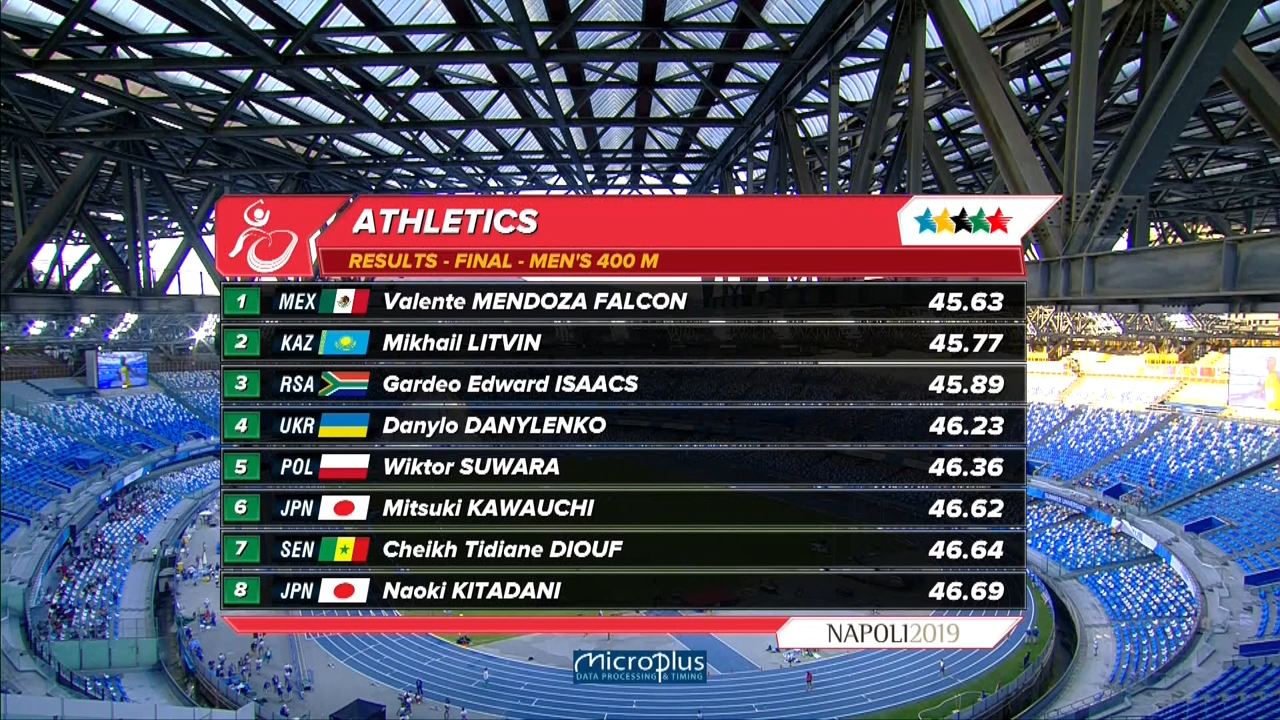 ATHLETICS
RESULTS - FINAL - MEN'S 400 M
1 MEX Valente MENDOZA FALCON 45.63
2 KAZ Mikhail LITVIN 45.77
3 RSA Gardeo Edward ISAACS 45.89
4 UKR Danylo DANYLENKO 46.23
5 POL Wiktor SUWARA 46.36
6 JPN Mitsuki KAWAUCHI 46.62
7 SEN Cheikh Tidiane DIOUF 46.64
8 JPN Naoki KITADANI 46.69
NAPOLI2019
Microplus
DATA PROCESSING & TIMING